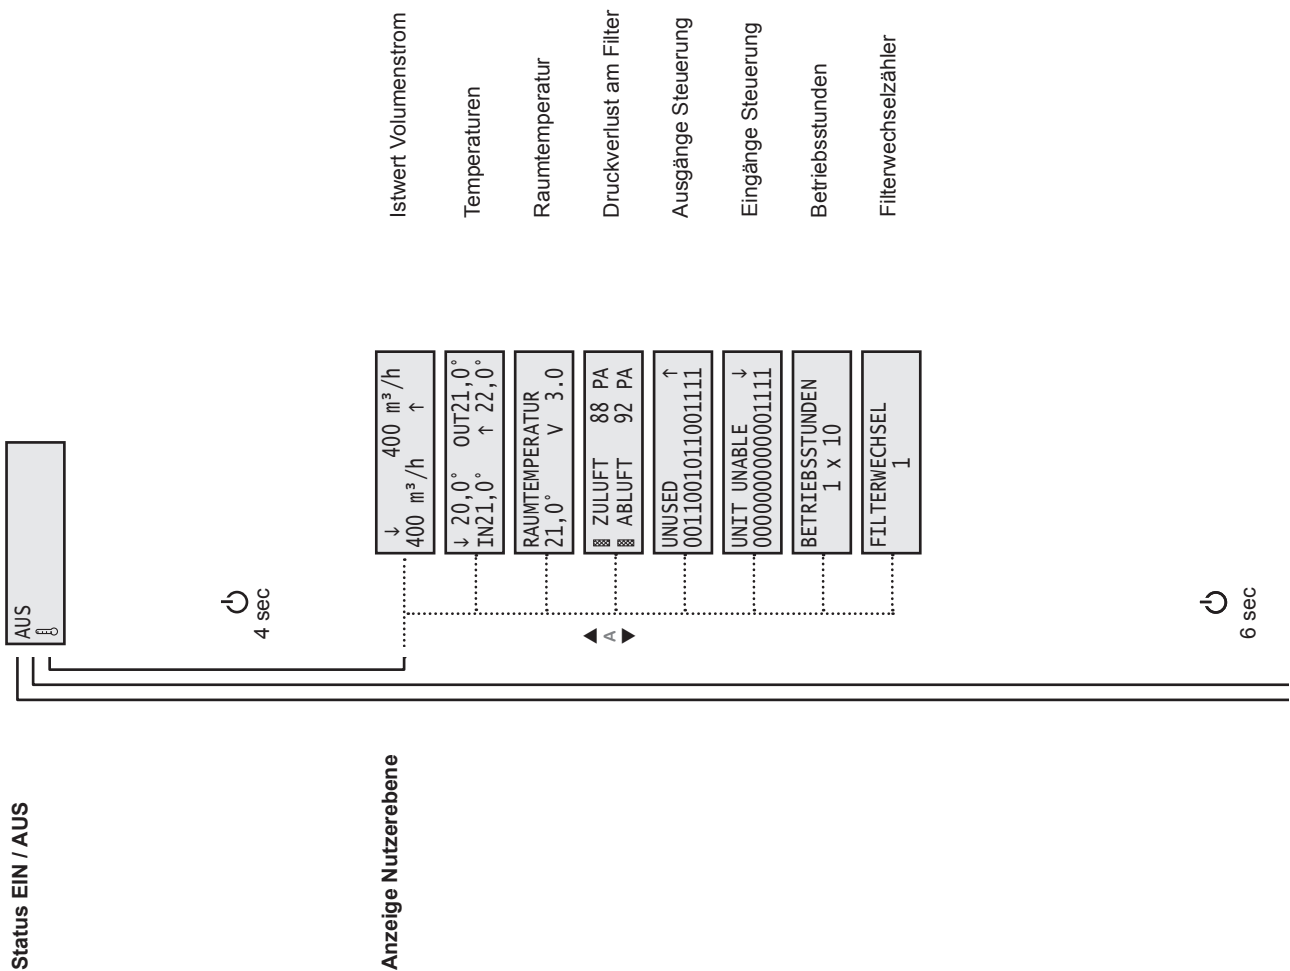 Status EIN / AUS
AUS
4 sec
Anzeige Nutzerebene
↓ 400 m³/h
400 m³/h ↑
Istwert Volumenstrom
↓ 20,0° OUT21,0°
IN21,0° ↑ 22,0°
Temperaturen
RAUMTEMPERATUR
21,0° V 3.0
Raumtemperatur
ZULUFT 88 PA
ABLUFT 92 PA
Druckverlust am Filter
▲
A
▼
UNUSED ↑
0011001011001111
Ausgänge Steuerung
UNIT UNABLE ↓
0000000000001111
Eingänge Steuerung
BETRIEBSSTUNDEN
1 x 10
Betriebsstunden
FILTERWECHSEL
1
Filterwechselzähler
6 sec